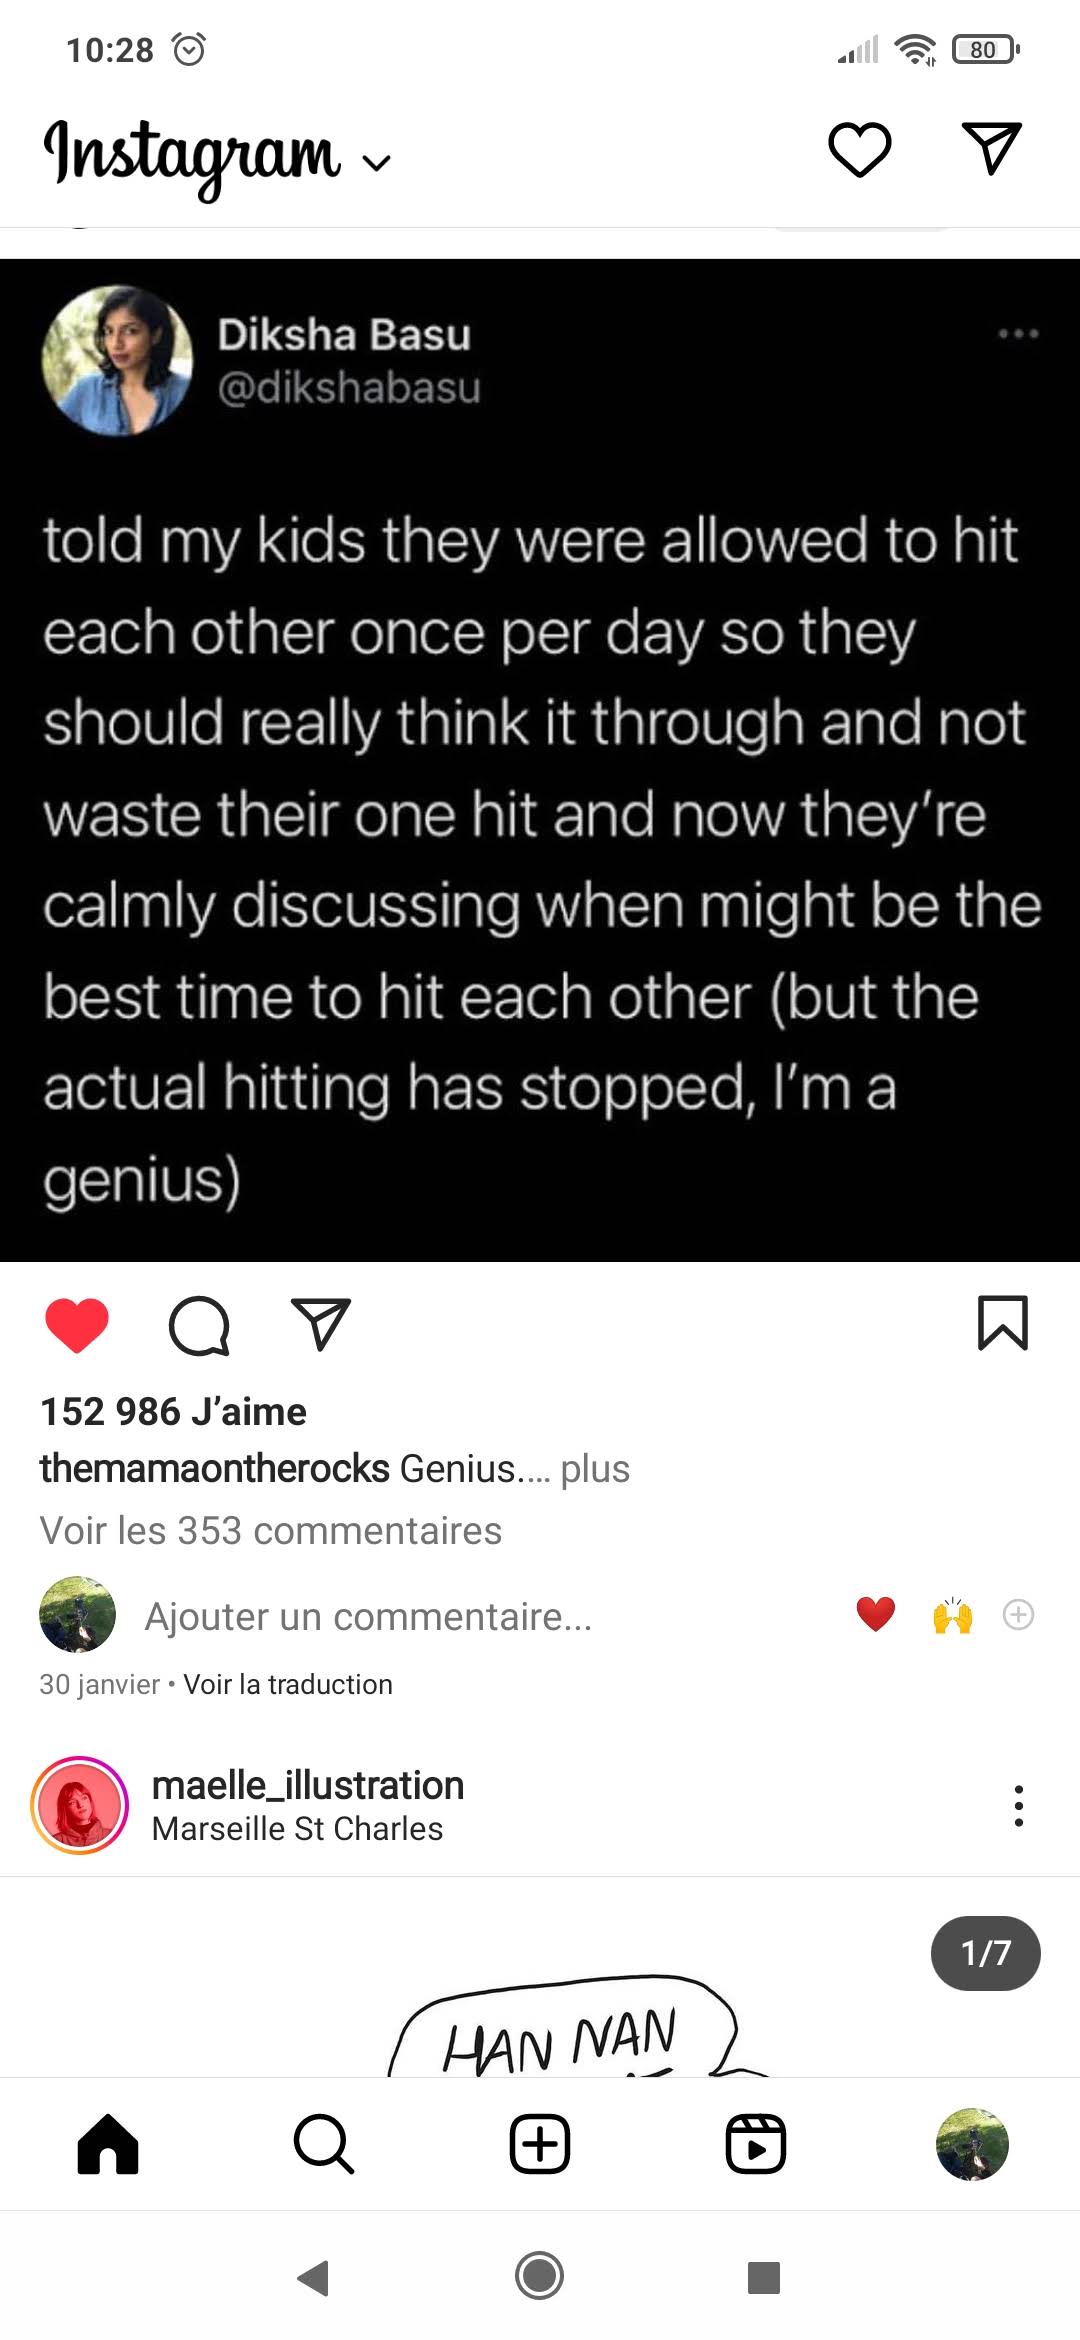 10:28
80
Instagram
Diksha Basu
@dikshabasu
told my kids they were allowed to hit
each other once per day so they
should really think it through and not
waste their one hit and now they're
calmly discussing when might be the
best time to hit each other (but the
actual hitting has stopped, I'm a
genius)
152 986 J’aime
themamaontherocks Genius.… plus
Voir les 353 commentaires
Ajouter un commentaire...
30 janvier • Voir la traduction
maelle_illustration
Marseille St Charles
1/7
HAN NAN